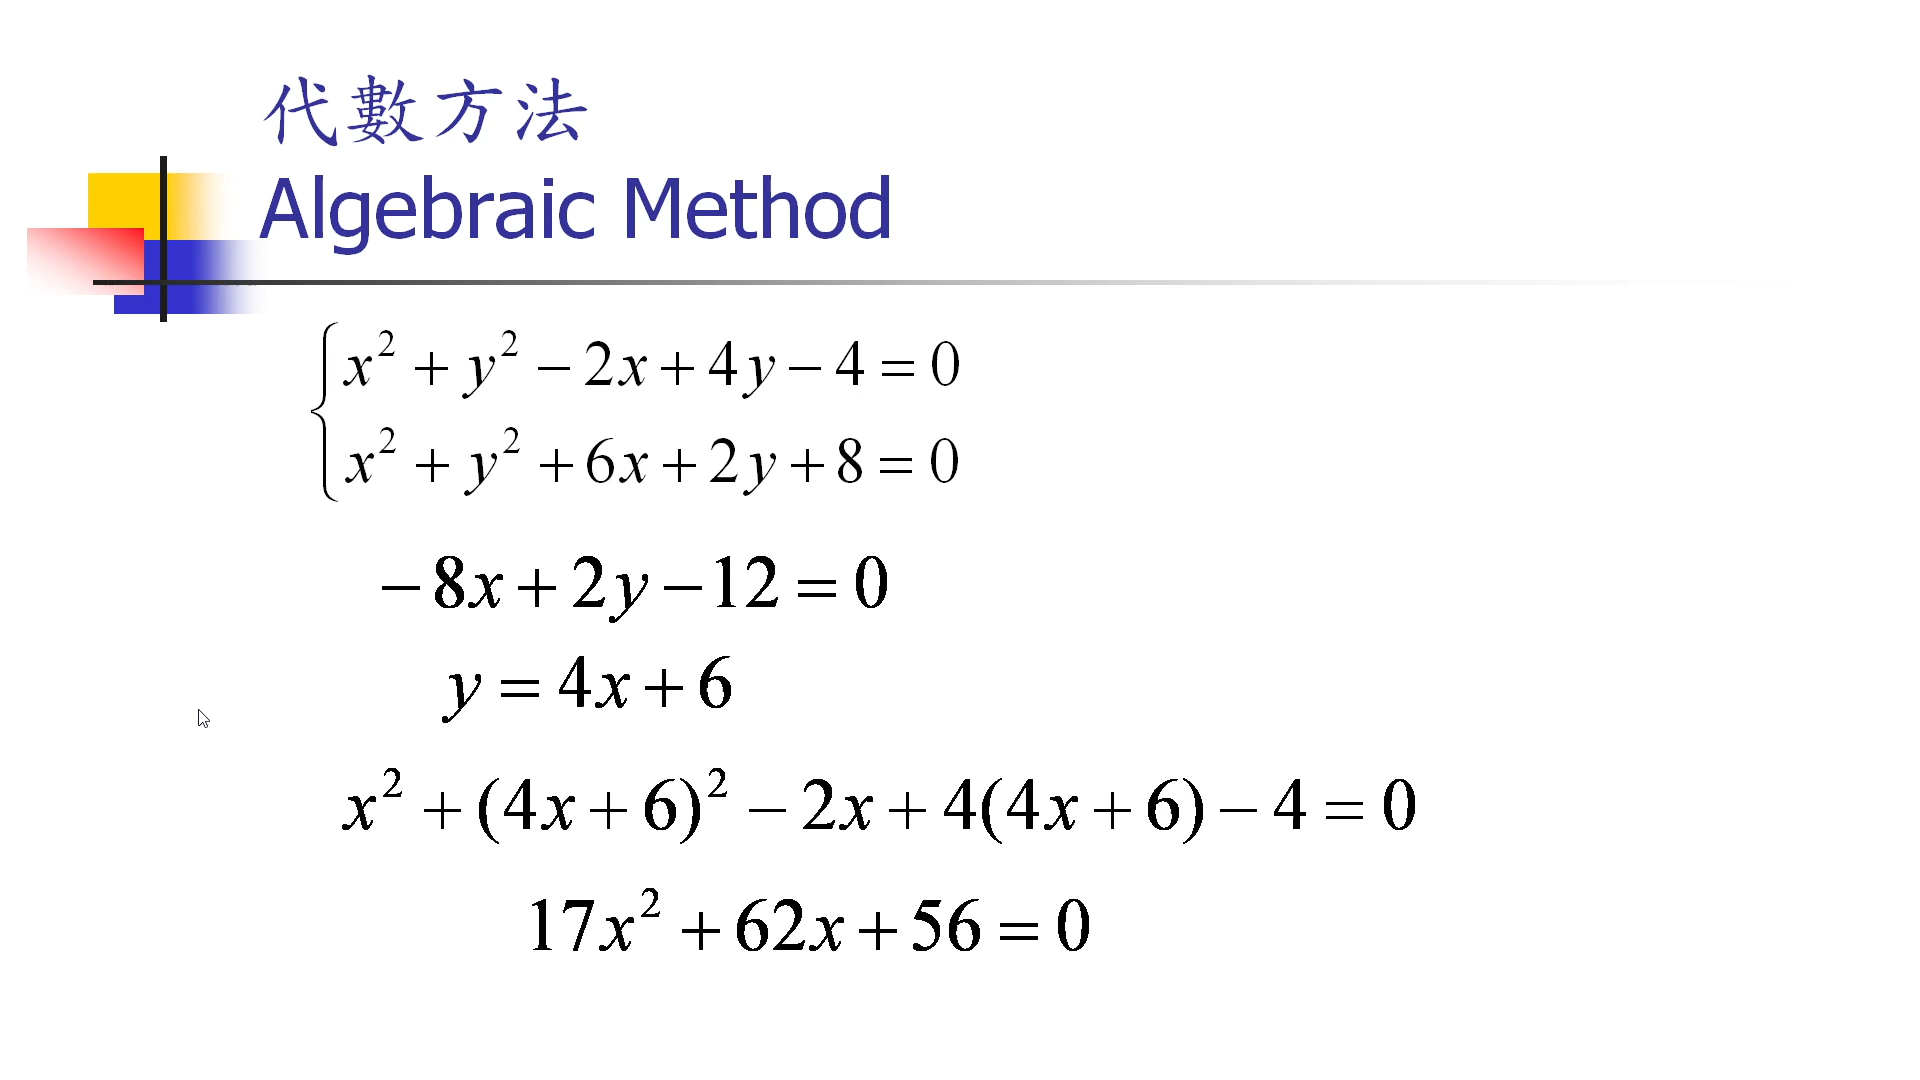 代數方法
Algebraic Method
x² + y² − 2x + 4y − 4 = 0
x² + y² + 6x + 2y + 8 = 0
−8x + 2y − 12 = 0
y = 4x + 6
x² + (4x + 6)² − 2x + 4(4x + 6) − 4 = 0
17x² + 62x + 56 = 0